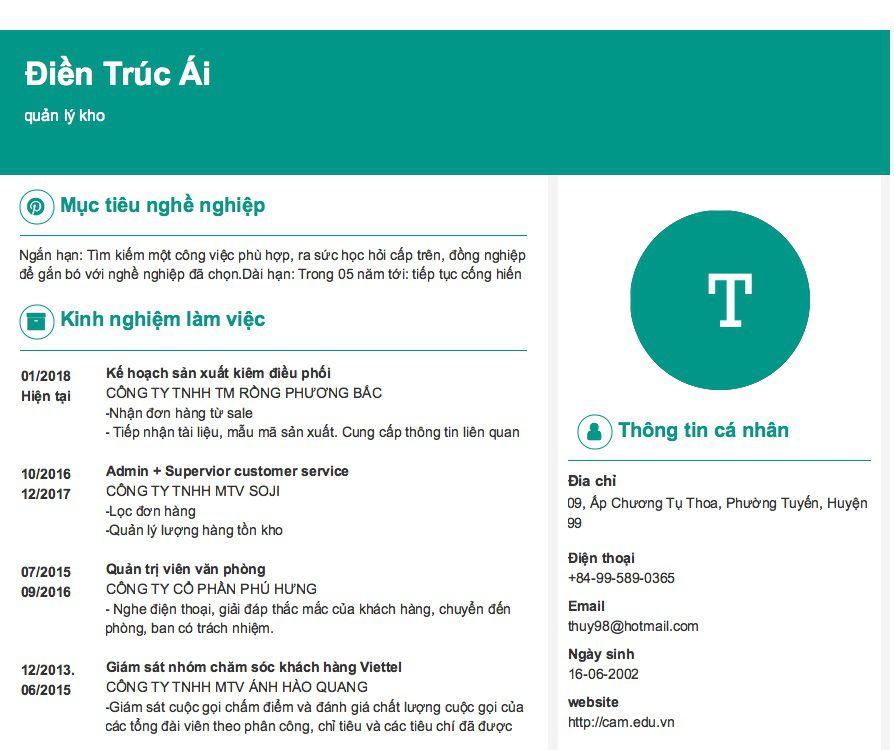 Điền Trúc Ái
quản lý kho
Mục tiêu nghề nghiệp
Ngắn hạn: Tìm kiếm một công việc phù hợp, ra sức học hỏi cấp trên, đồng nghiệp
để gắn bó với nghề nghiệp đã chọn.Dài hạn: Trong 05 năm tới: tiếp tục cống hiến
Kinh nghiệm làm việc
01/2018
Hiện tại
Kế hoạch sản xuất kiêm điều phối
CÔNG TY TNHH TM RỒNG PHƯƠNG BẮC
-Nhận đơn hàng từ sale
- Tiếp nhận tài liệu, mẫu mã sản xuất. Cung cấp thông tin liên quan
10/2016
12/2017
Admin + Supervior customer service
CÔNG TY TNHH MTV SOJI
-Lọc đơn hàng
-Quản lý lượng hàng tồn kho
07/2015
09/2016
Quản trị viên văn phòng
CÔNG TY CỔ PHẦN PHÚ HƯNG
- Nghe điện thoại, giải đáp thắc mắc của khách hàng, chuyển đến
phòng, ban có trách nhiệm.
12/2013.
06/2015
Giám sát nhóm chăm sóc khách hàng Viettel
CÔNG TY TNHH MTV ÁNH HÀO QUANG
-Giám sát cuộc gọi chấm điểm và đánh giá chất lượng cuộc gọi của
các tổng đài viên theo phân công, chỉ tiêu và các tiêu chí đã được
T
Thông tin cá nhân
Đia chỉ
09, Ấp Chương Tụ Thoa, Phường Tuyến, Huyện
99
Điện thoại
+84-99-589-0365
Email
thuy98@hotmail.com
Ngày sinh
16-06-2002
website
http://cam.edu.vn